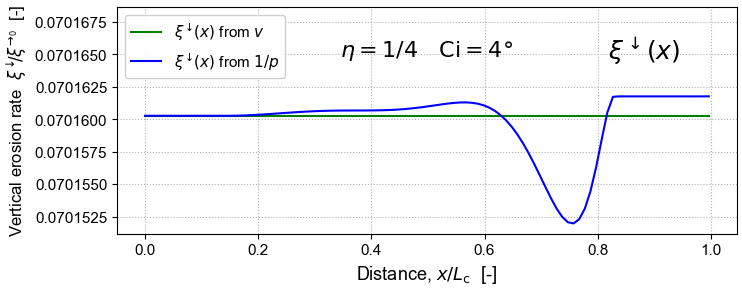 0.0701675
0.0701650
0.0701625
0.0701600
0.0701575
0.0701550
0.0701525
Vertical erosion rate ξ↓/ξ→₀ [-]
ξ↓(x) from v
ξ↓(x) from 1/p
η = 1/4 Ci = 4°
ξ↓(x)
0.0 0.2 0.4 0.6 0.8 1.0
Distance, x/Lc [-]